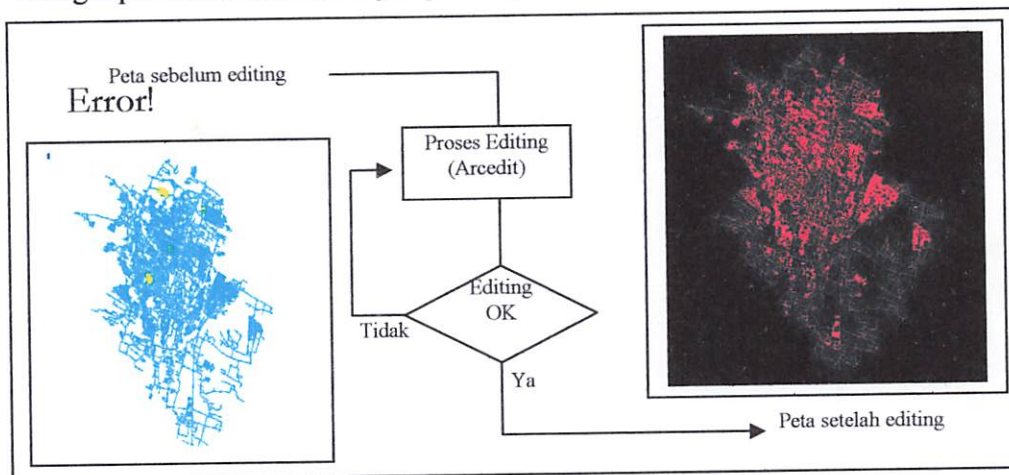 Peta sebelum editing
Error!
Proses Editing
(Arcedit)
Editing
OK
Tidak
Ya
Peta setelah editing